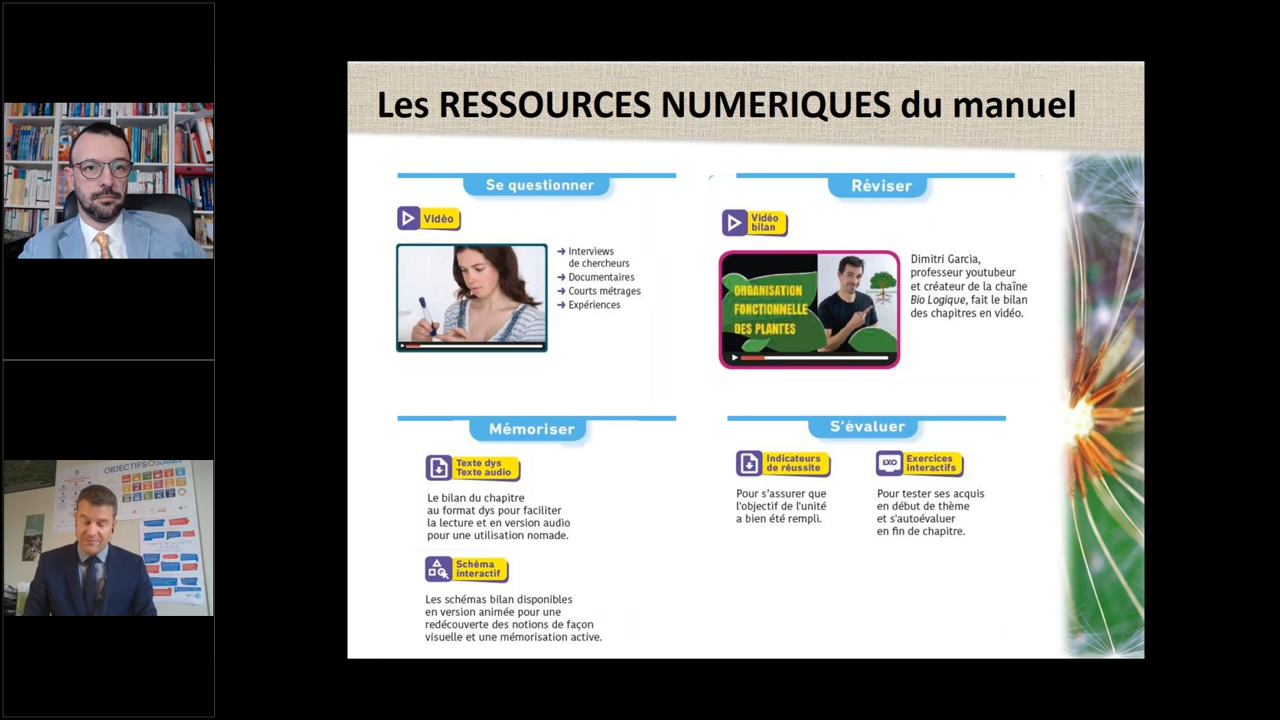 Les RESSOURCES NUMERIQUES du manuel
Se questionner
Vidéo
Interviews
de chercheurs
Documentaires
Courts métrages
Expériences
Réviser
Vidéo
bilan
ORGANISATION
FONCTIONNELLE
DES PLANTES
Dimitri Garcia,
professeur youtubeur
et créateur de la chaîne
Bio Logique, fait le bilan
des chapitres en vidéo.
Mémoriser
Texte dys
Texte audio
Le bilan du chapitre
au format dys pour faciliter
la lecture et en version audio
pour une utilisation nomade.
Schéma
interactif
Les schémas bilan disponibles
en version animée pour une
redécouverte des notions de façon
visuelle et une mémorisation active.
S'évaluer
Indicateurs
de réussite
Pour s'assurer que
l'objectif de l'unité
a bien été rempli.
EXO
Exercices
interactifs
Pour tester ses acquis
en début de thème
et s'autoévaluer
en fin de chapitre.
OBJECTIFS